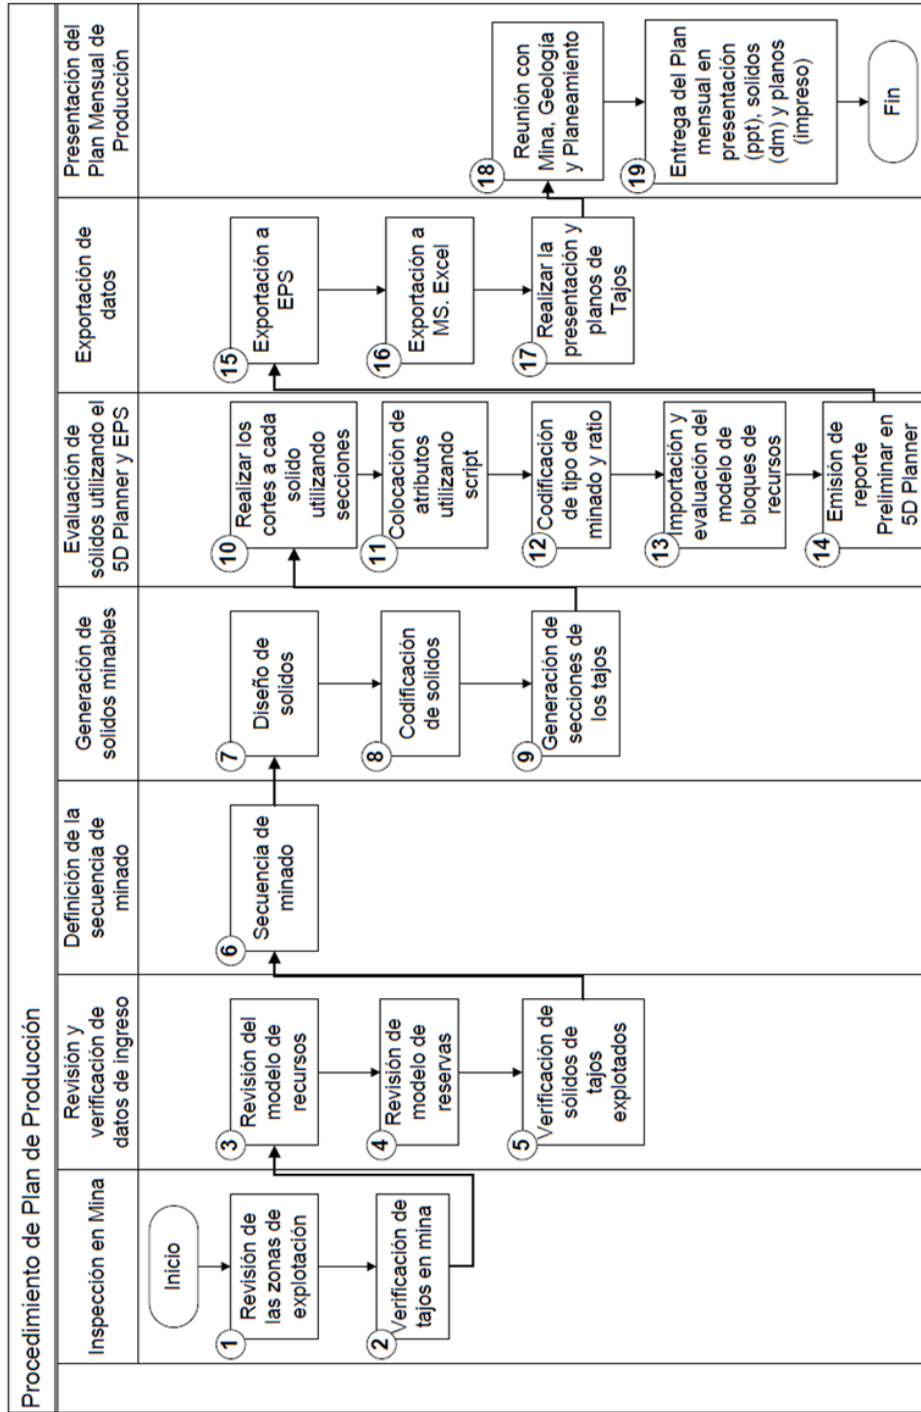 Procedimiento de Plan de Producción
Inspección en Mina
Revisión y
verificación de
datos de ingreso
Definición de la
secuencia de
minado
Generación de
solidos minables
Evaluación de
sólidos utilizando el
5D Planner y EPS
Exportación de
datos
Presentación del
Plan Mensual de
Producción
Inicio
1
Revisión de
las zonas de
explotación
2
Verificación de
tajos en mina
3
Revisión del
modelo de
recursos
4
Revisión de
modelo de
reservas
5
Verificación de
sólidos de
tajos
explotados
6
Secuencia de
minado
7
Diseño de
solidos
8
Codificación
de solidos
9
Generación de
secciones de
los tajos
10
Realizar los
cortes a cada
solido
utilizando
secciones
11
Colocación de
atributos
utilizando
script
12
Codificación
de tipo de
minado y ratio
13
Importación y
evaluación del
modelo de
bloques de
recursos
14
Emisión de
reporte
Preliminar en
5D Planner
15
Exportación a
EPS
16
Exportación a
MS. Excel
17
Realizar la
presentación y
planos de
Tajos
18
Reunión con
Mina, Geología
y Planeamiento
19
Entrega del Plan
mensual en
presentación
(ppt), solidos
(dm) y planos
(impreso)
Fin